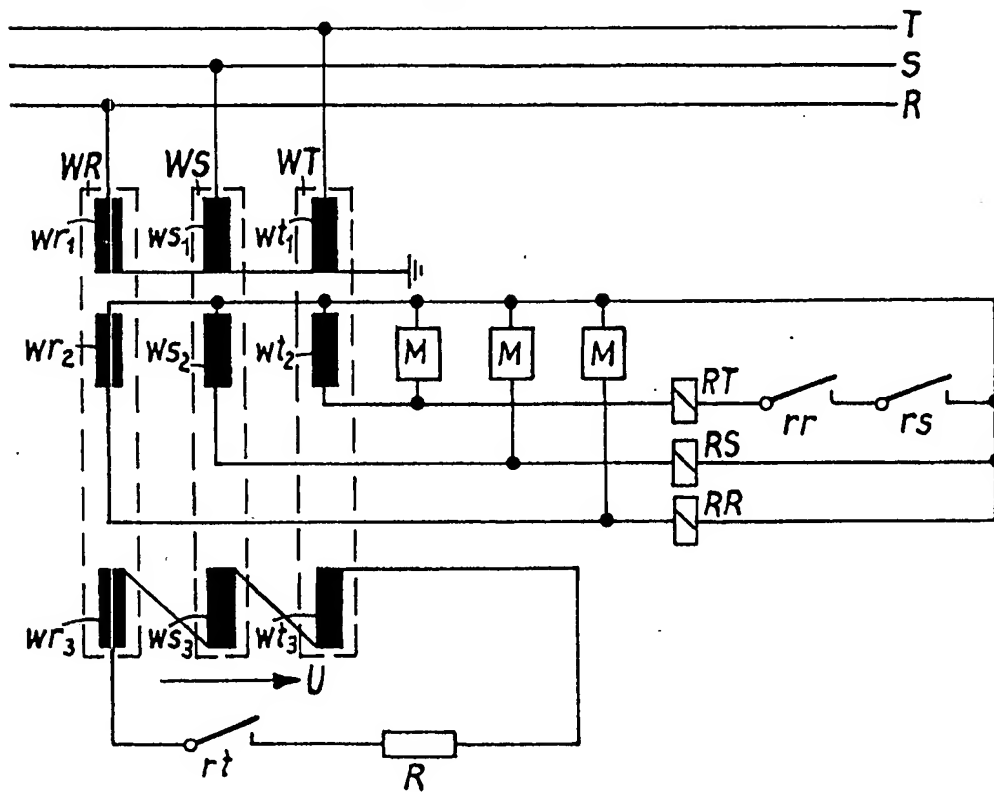 T
S
R
WR WS WT
wr₁ ws₁ wt₁
wr₂ ws₂ wt₂ M M M
RT
rr rs
RS
RR
wr₃ ws₃ wt₃
U
rt
R